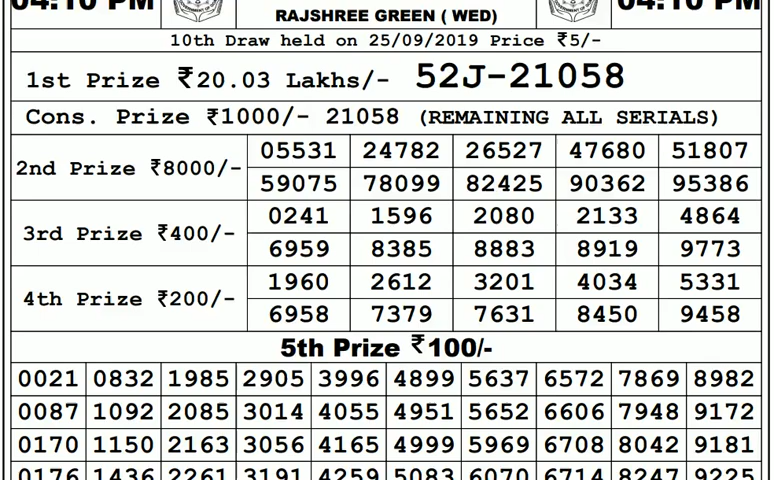 04:10 PM RAJSHREE GREEN ( WED) 04:10 PM
10th Draw held on 25/09/2019 Price ₹5/-
1st Prize ₹20.03 Lakhs/- 52J-21058
Cons. Prize ₹1000/- 21058 (REMAINING ALL SERIALS)
2nd Prize ₹8000/-
05531 24782 26527 47680 51807
59075 78099 82425 90362 95386
3rd Prize ₹400/-
0241 1596 2080 2133 4864
6959 8385 8883 8919 9773
4th Prize ₹200/-
1960 2612 3201 4034 5331
6958 7379 7631 8450 9458
5th Prize ₹100/-
0021 0832 1985 2905 3996 4899 5637 6572 7869 8982
0087 1092 2085 3014 4055 4951 5652 6606 7948 9172
0170 1150 2163 3056 4165 4999 5969 6708 8042 9181
0176 1436 2261 3191 4259 5083 6070 6714 8247 9225